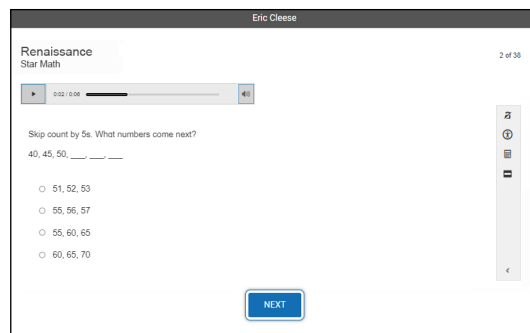 Eric Cleese
Renaissance
Star Math
2 of 38
0:02 / 0:06
Skip count by 5s. What numbers come next?
40, 45, 50, ___, ___, ___
51, 52, 53
55, 56, 57
55, 60, 65
60, 65, 70
NEXT